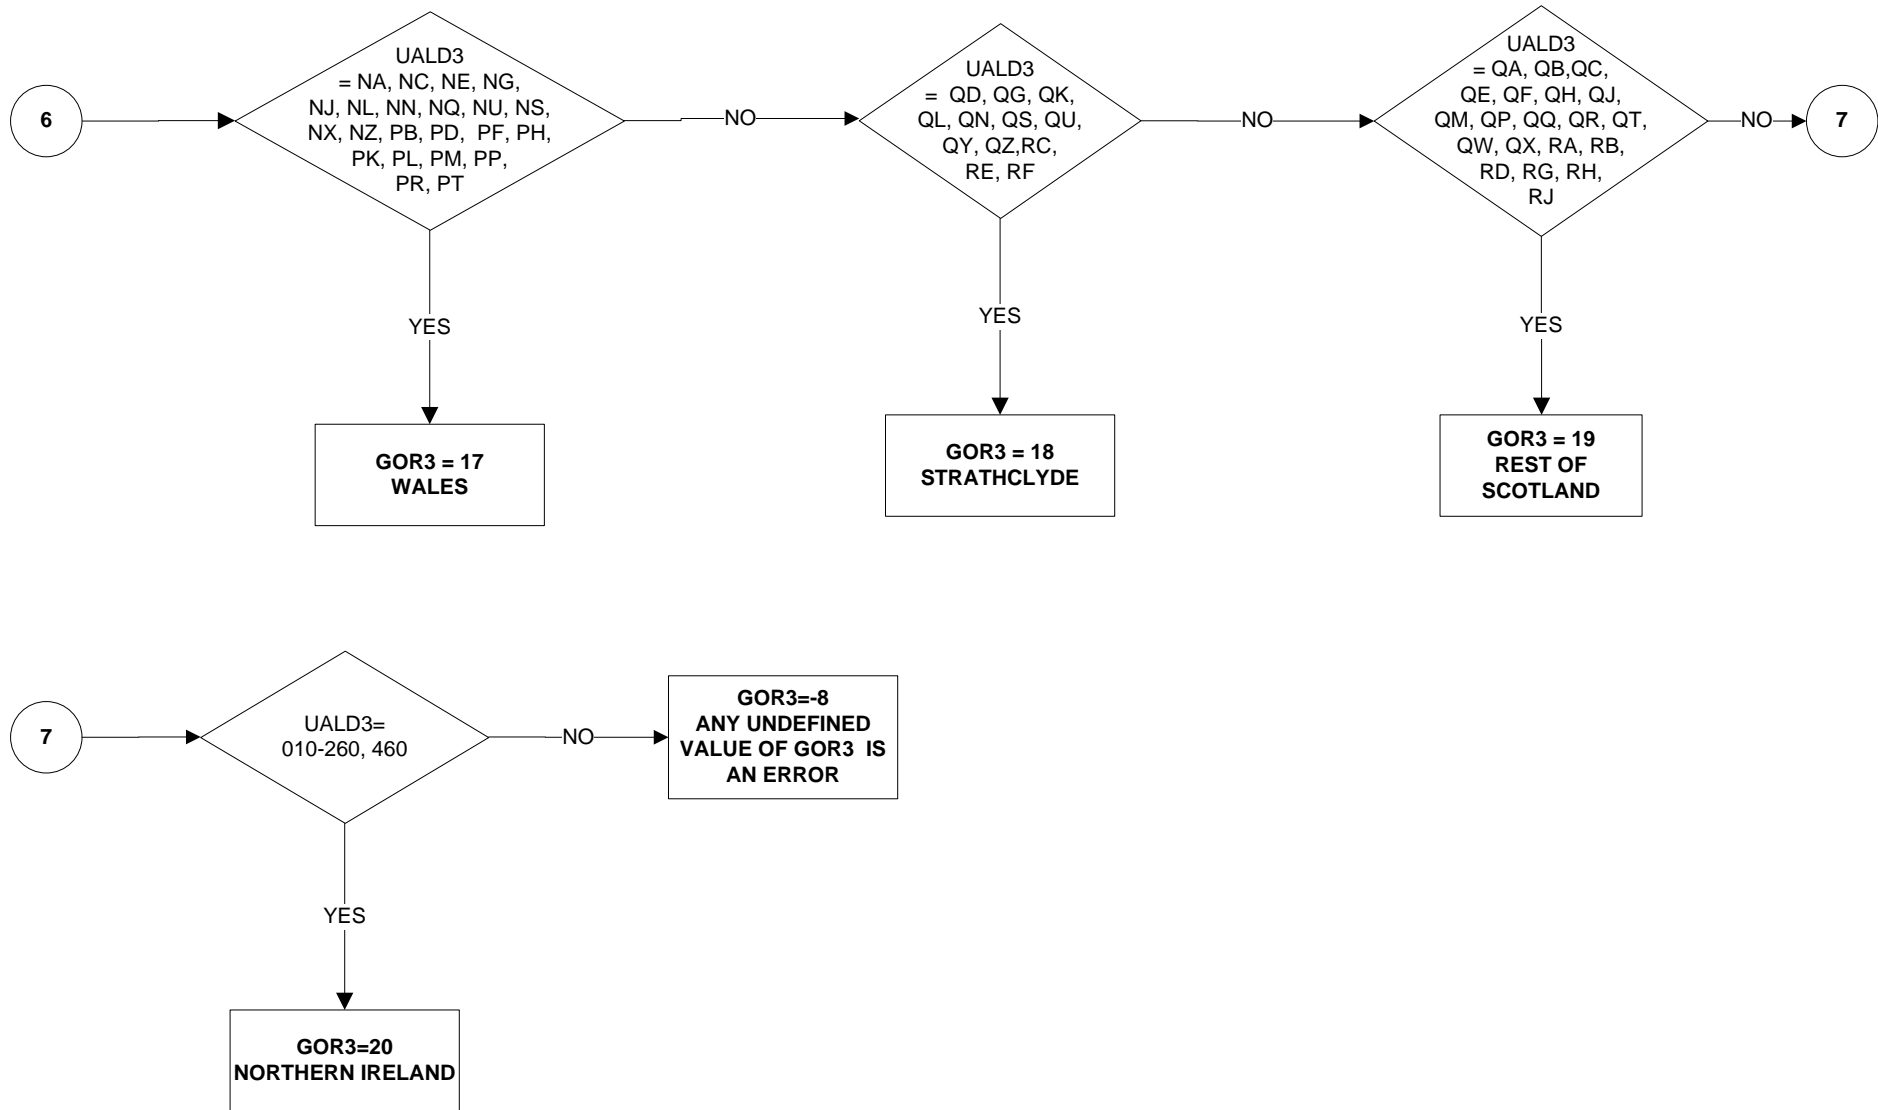 6
UALD3
= NA, NC, NE, NG,
NJ, NL, NN, NQ, NU, NS,
NX, NZ, PB, PD, PF, PH,
PK, PL, PM, PP,
PR, PT
NO
UALD3
= QD, QG, QK,
QL, QN, QS, QU,
QY, QZ,RC,
RE, RF
NO
UALD3
= QA, QB,QC,
QE, QF, QH, QJ,
QM, QP, QQ, QR, QT,
QW, QX, RA, RB,
RD, RG, RH,
RJ
NO
7
YES
YES
YES
GOR3 = 17
WALES
GOR3 = 18
STRATHCLYDE
GOR3 = 19
REST OF
SCOTLAND
7
UALD3=
010-260, 460
NO
GOR3=-8
ANY UNDEFINED
VALUE OF GOR3 IS
AN ERROR
YES
GOR3=20
NORTHERN IRELAND